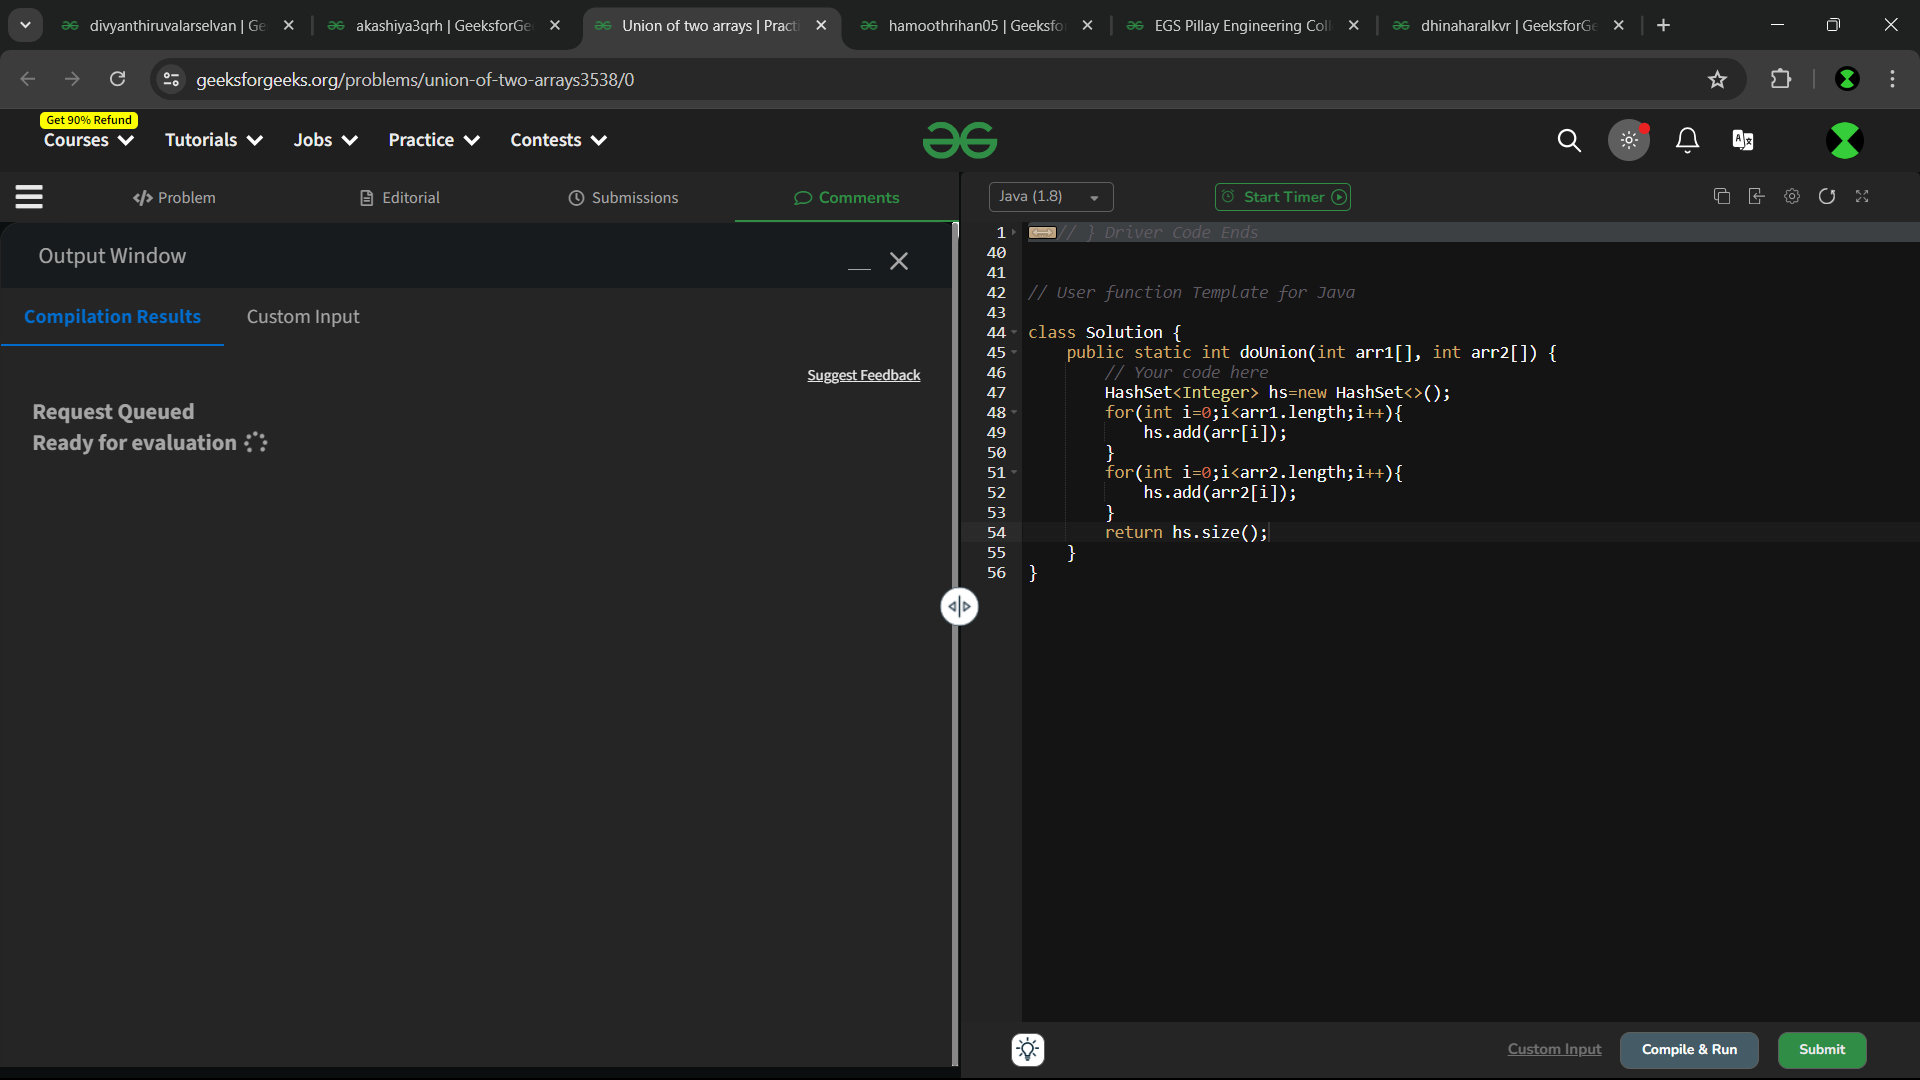 divyanthiruvalarselvan | Ge
akashiya3qrh | GeeksforGe
Union of two arrays | Practi
hamoothrihan05 | Geeksfo
EGS Pillay Engineering Coll
dhinaharalkvr | GeeksforGe
geeksforgeeks.org/problems/union-of-two-arrays3538/0
Get 90% Refund
Courses
Tutorials
Jobs
Practice
Contests
Problem
Editorial
Submissions
Comments
Java (1.8)
Start Timer
Output Window
Compilation Results
Custom Input
Suggest Feedback
Request Queued
Ready for evaluation
1 // } Driver Code Ends
40
41
42 // User function Template for Java
43
44 class Solution {
45 public static int doUnion(int arr1[], int arr2[]) {
46 // Your code here
47 HashSet<Integer> hs=new HashSet<>();
48 for(int i=0;i<arr1.length;i++){
49 hs.add(arr[i]);
50 }
51 for(int i=0;i<arr2.length;i++){
52 hs.add(arr2[i]);
53 }
54 return hs.size();
55 }
56 }
Custom Input
Compile & Run
Submit